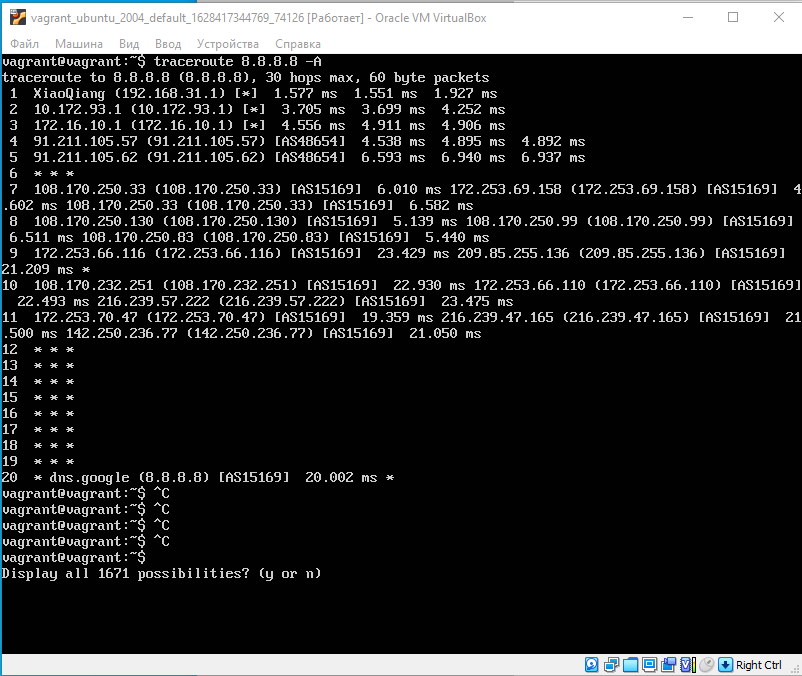 vagrant_ubuntu_2004_default_1628417344769_74126 [Работает] - Oracle VM VirtualBox
Файл Машина Вид Ввод Устройства Справка
vagrant@vagrant:~$ traceroute 8.8.8.8 -A
traceroute to 8.8.8.8 (8.8.8.8), 30 hops max, 60 byte packets
 1  XiaoQiang (192.168.31.1) [*]  1.577 ms  1.551 ms  1.927 ms
 2  10.172.93.1 (10.172.93.1) [*]  3.705 ms  3.699 ms  4.252 ms
 3  172.16.10.1 (172.16.10.1) [*]  4.556 ms  4.911 ms  4.906 ms
 4  91.211.105.57 (91.211.105.57) [AS48654]  4.538 ms  4.895 ms  4.892 ms
 5  91.211.105.62 (91.211.105.62) [AS48654]  6.593 ms  6.940 ms  6.937 ms
 6  * * *
 7  108.170.250.33 (108.170.250.33) [AS15169]  6.010 ms 172.253.69.158 (172.253.69.158) [AS15169]  4
.602 ms 108.170.250.33 (108.170.250.33) [AS15169]  6.582 ms
 8  108.170.250.130 (108.170.250.130) [AS15169]  5.139 ms 108.170.250.99 (108.170.250.99) [AS15169]
 6.511 ms 108.170.250.83 (108.170.250.83) [AS15169]  5.440 ms
 9  172.253.66.116 (172.253.66.116) [AS15169]  23.429 ms 209.85.255.136 (209.85.255.136) [AS15169]
21.209 ms *
10  108.170.232.251 (108.170.232.251) [AS15169]  22.930 ms 172.253.66.110 (172.253.66.110) [AS15169]
  22.493 ms 216.239.57.222 (216.239.57.222) [AS15169]  23.475 ms
11  172.253.70.47 (172.253.70.47) [AS15169]  19.359 ms 216.239.47.165 (216.239.47.165) [AS15169]  21
.500 ms 142.250.236.77 (142.250.236.77) [AS15169]  21.050 ms
12  * * *
13  * * *
14  * * *
15  * * *
16  * * *
17  * * *
18  * * *
19  * * *
20  * dns.google (8.8.8.8) [AS15169]  20.002 ms *
vagrant@vagrant:~$ ^C
vagrant@vagrant:~$ ^C
vagrant@vagrant:~$ ^C
vagrant@vagrant:~$ ^C
vagrant@vagrant:~$
Display all 1671 possibilities? (y or n)
Right Ctrl